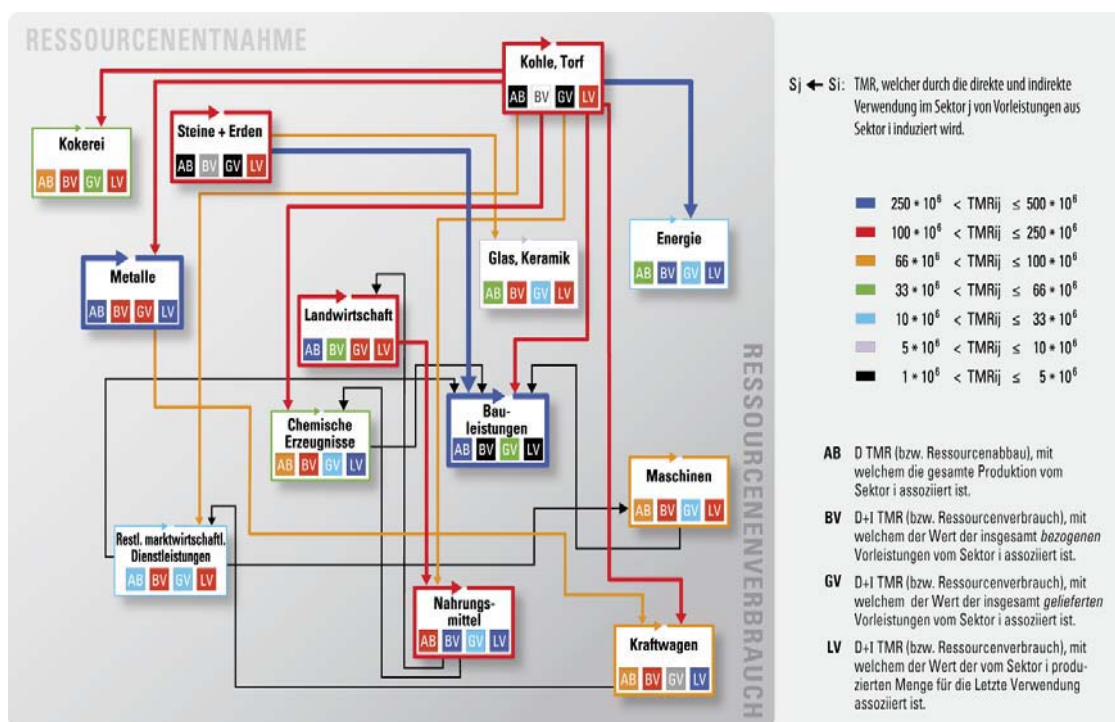 RESSOURCENENTNAHME
Kohle, Torf
AB BV GV LV
Steine + Erden
AB BV GV LV
Kokerei
AB BV GV LV
Energie
AB BV GV LV
Glas, Keramik
AB BV GV LV
Metalle
AB BV GV LV
Landwirtschaft
AB BV GV LV
Bau-
leistungen
AB BV GV LV
Chemische
Erzeugnisse
AB BV GV LV
Maschinen
AB BV GV LV
Restl. marktwirtschaftl.
Dienstleistungen
AB BV GV LV
Nahrungs-
mittel
AB BV GV LV
Kraftwagen
AB BV GV LV
RESSOURCENVERBRAUCH
Sj ← Si: TMR, welcher durch die direkte und indirekte
Verwendung im Sektor j von Vorleistungen aus
Sektor i induziert wird.
250 * 10⁶ < TMRij ≤ 500 * 10⁶
100 * 10⁶ < TMRij ≤ 250 * 10⁶
66 * 10⁶ < TMRij ≤ 100 * 10⁶
33 * 10⁶ < TMRij ≤ 66 * 10⁶
10 * 10⁶ < TMRij ≤ 33 * 10⁶
5 * 10⁶ < TMRij ≤ 10 * 10⁶
1 * 10⁶ < TMRij ≤ 5 * 10⁶
AB D TMR (bzw. Ressourcenabbau), mit
welchem die gesamte Produktion vom
Sektor i assoziiert ist.
BV D+I TMR (bzw. Ressourcenverbrauch), mit
welchem der Wert der insgesamt bezogenen
Vorleistungen vom Sektor i assoziiert ist.
GV D+I TMR (bzw. Ressourcenverbrauch), mit
welchem der Wert der insgesamt gelieferten
Vorleistungen vom Sektor i assoziiert ist.
LV D+I TMR (bzw. Ressourcenverbrauch), mit
welchem der Wert der vom Sektor i produ-
zierten Menge für die Letzte Verwendung
assoziiert ist.